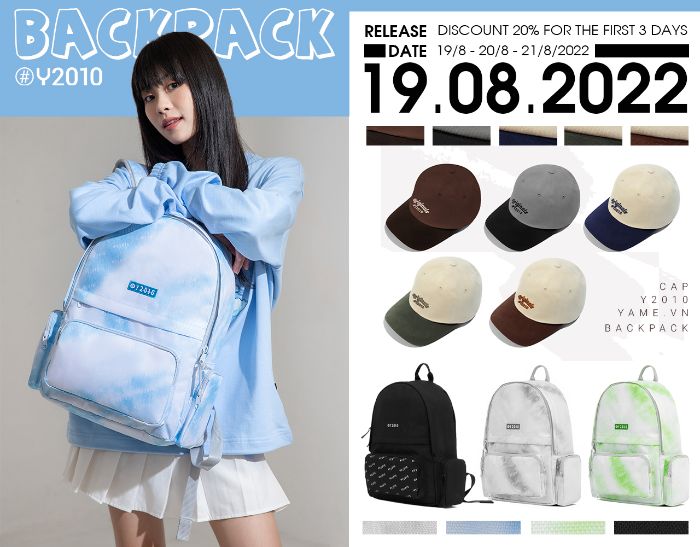 BACKPACK
@Y2010
RELEASE DISCOUNT 20% FOR THE FIRST 3 DAYS
DATE 19/8 - 20/8 - 21/8/2022
19.08.2022
CAP
Y2010
YAME.VN
BACKPACK